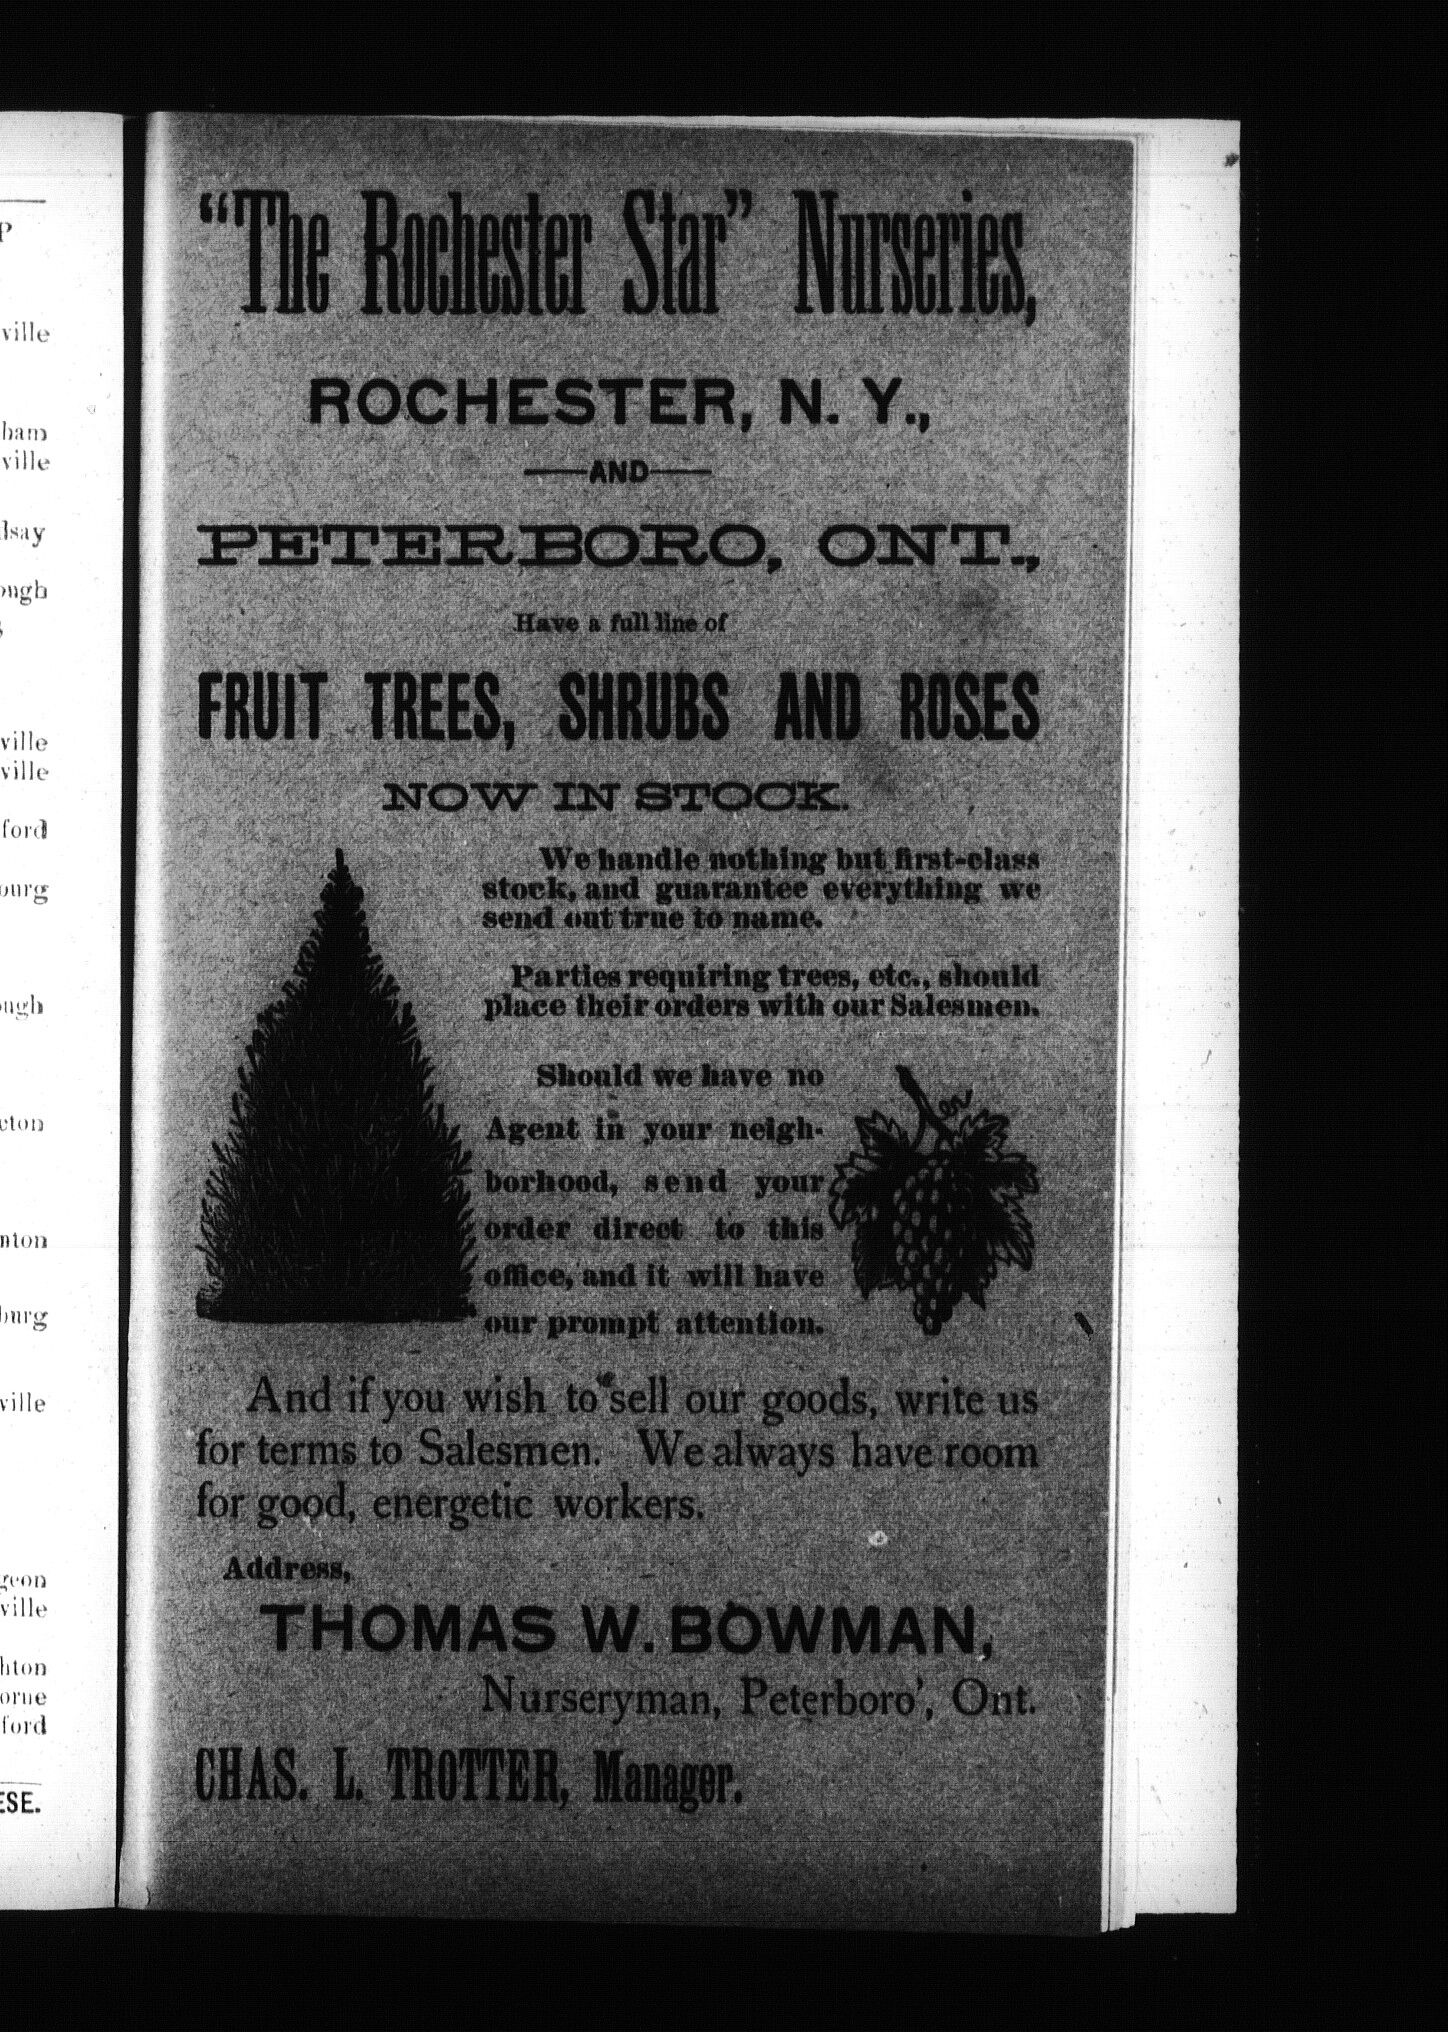 "The Rochester Star" Nurseries,
ROCHESTER, N. Y.,
AND
PETERBORO, ONT.,
Have a full line of
FRUIT TREES, SHRUBS AND ROSES
NOW IN STOCK.
We handle nothing but first-class
stock, and guarantee everything we
send out true to name.
Parties requiring trees, etc., should
place their orders with our Salesmen.
Should we have no
Agent in your neigh-
borhood, send your
order direct to this
office, and it will have
our prompt attention.
And if you wish to sell our goods, write us
for terms to Salesmen. We always have room
for good, energetic workers.
Address,
THOMAS W. BOWMAN,
Nurseryman, Peterboro', Ont.
CHAS. L. TROTTER, Manager.